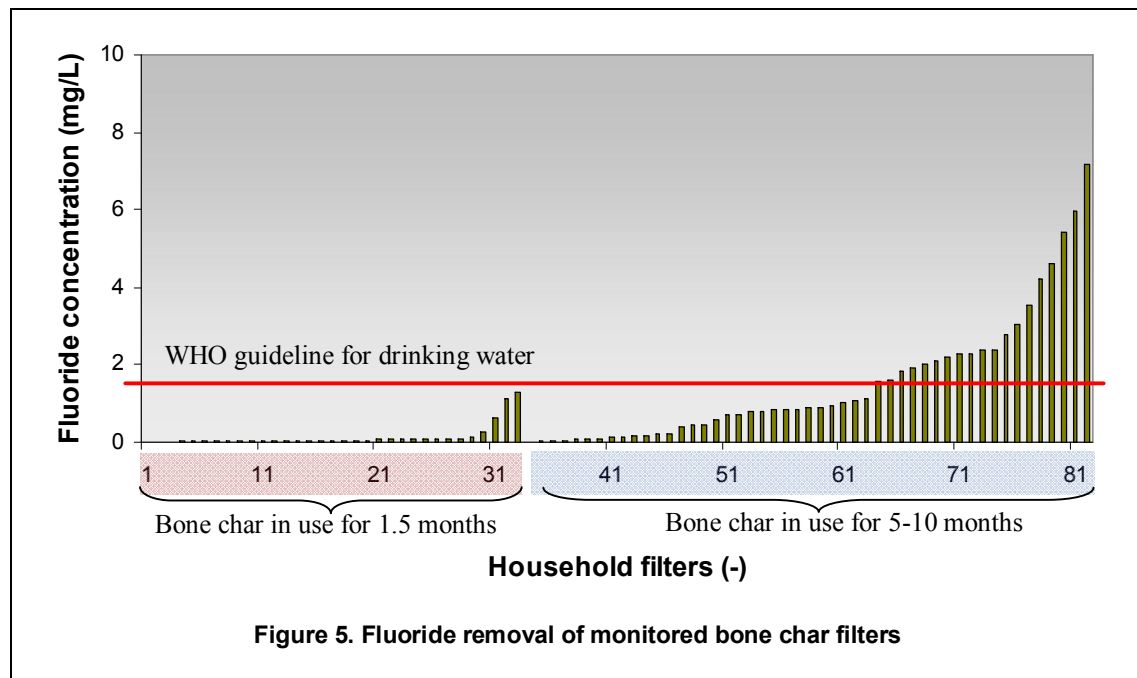 Fluoride concentration (mg/L)
10
8
6
4
2
0
WHO guideline for drinking water
1 11 21 31 41 51 61 71 81
Bone char in use for 1.5 months Bone char in use for 5-10 months
Household filters (-)
Figure 5. Fluoride removal of monitored bone char filters